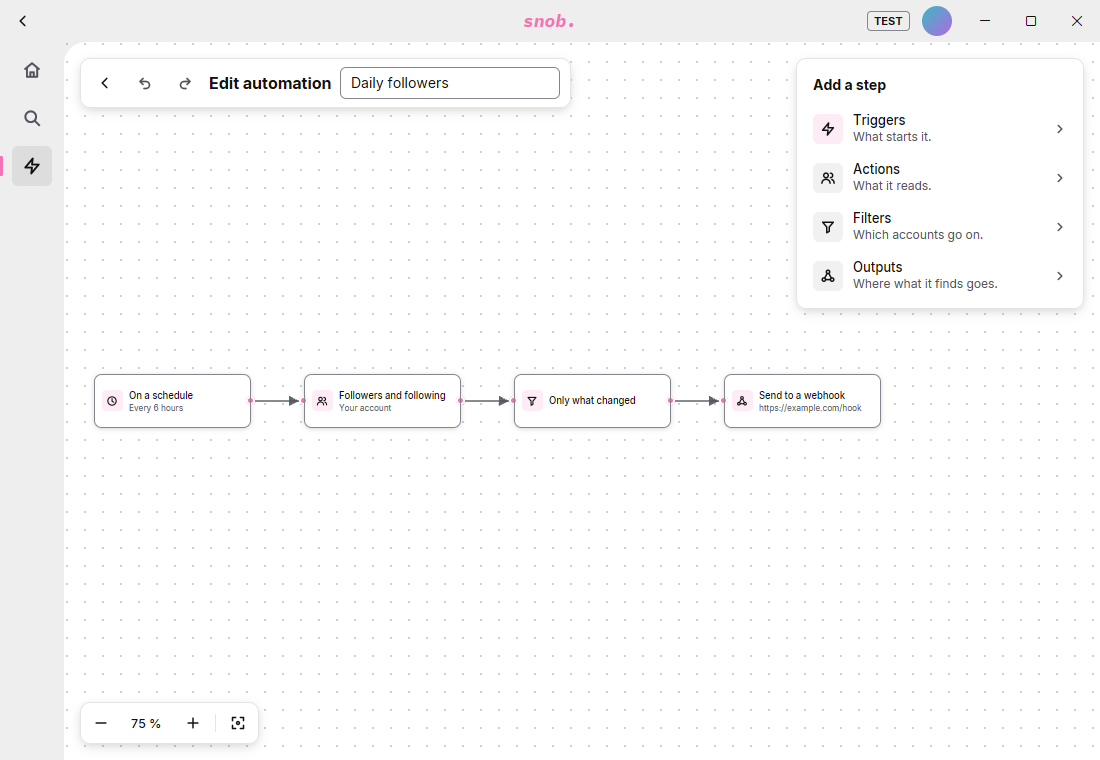 snob.
TEST
Edit automation
Daily followers
Add a step
Triggers
What starts it.
Actions
What it reads.
Filters
Which accounts go on.
Outputs
Where what it finds goes.
On a schedule
Every 6 hours
Followers and following
Your account
Only what changed
Send to a webhook
https://example.com/hook
75 %